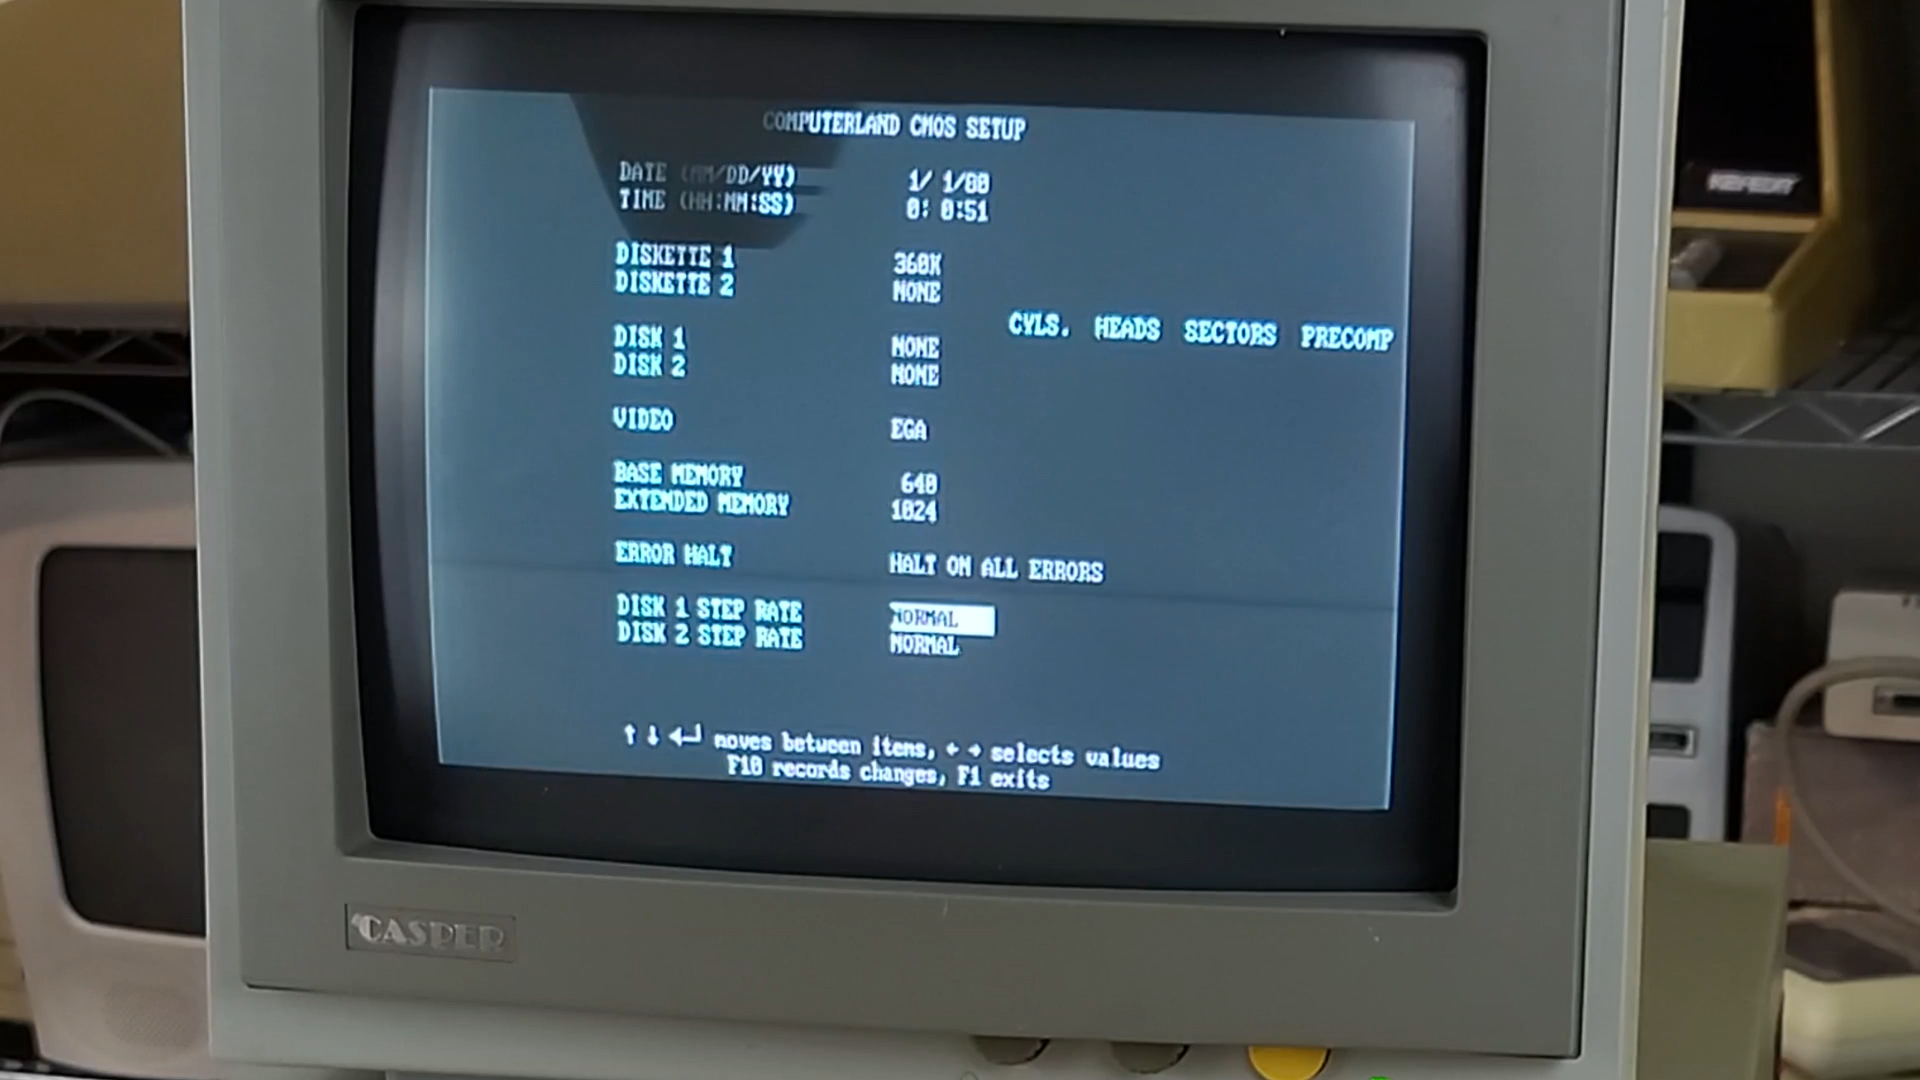 COMPUTERLAND CMOS SETUP
DATE (MM/DD/YY) 1/ 1/80
TIME (HH:MM:SS) 0: 0:51
DISKETTE 1 360K
DISKETTE 2 NONE
CYLS. HEADS SECTORS PRECOMP
DISK 1 NONE
DISK 2 NONE
VIDEO EGA
BASE MEMORY 640
EXTENDED MEMORY 1024
ERROR HALT HALT ON ALL ERRORS
DISK 1 STEP RATE NORMAL
DISK 2 STEP RATE NORMAL
↑ ↓ ↵ moves between items, ← → selects values
F10 records changes, F1 exits
CASPER